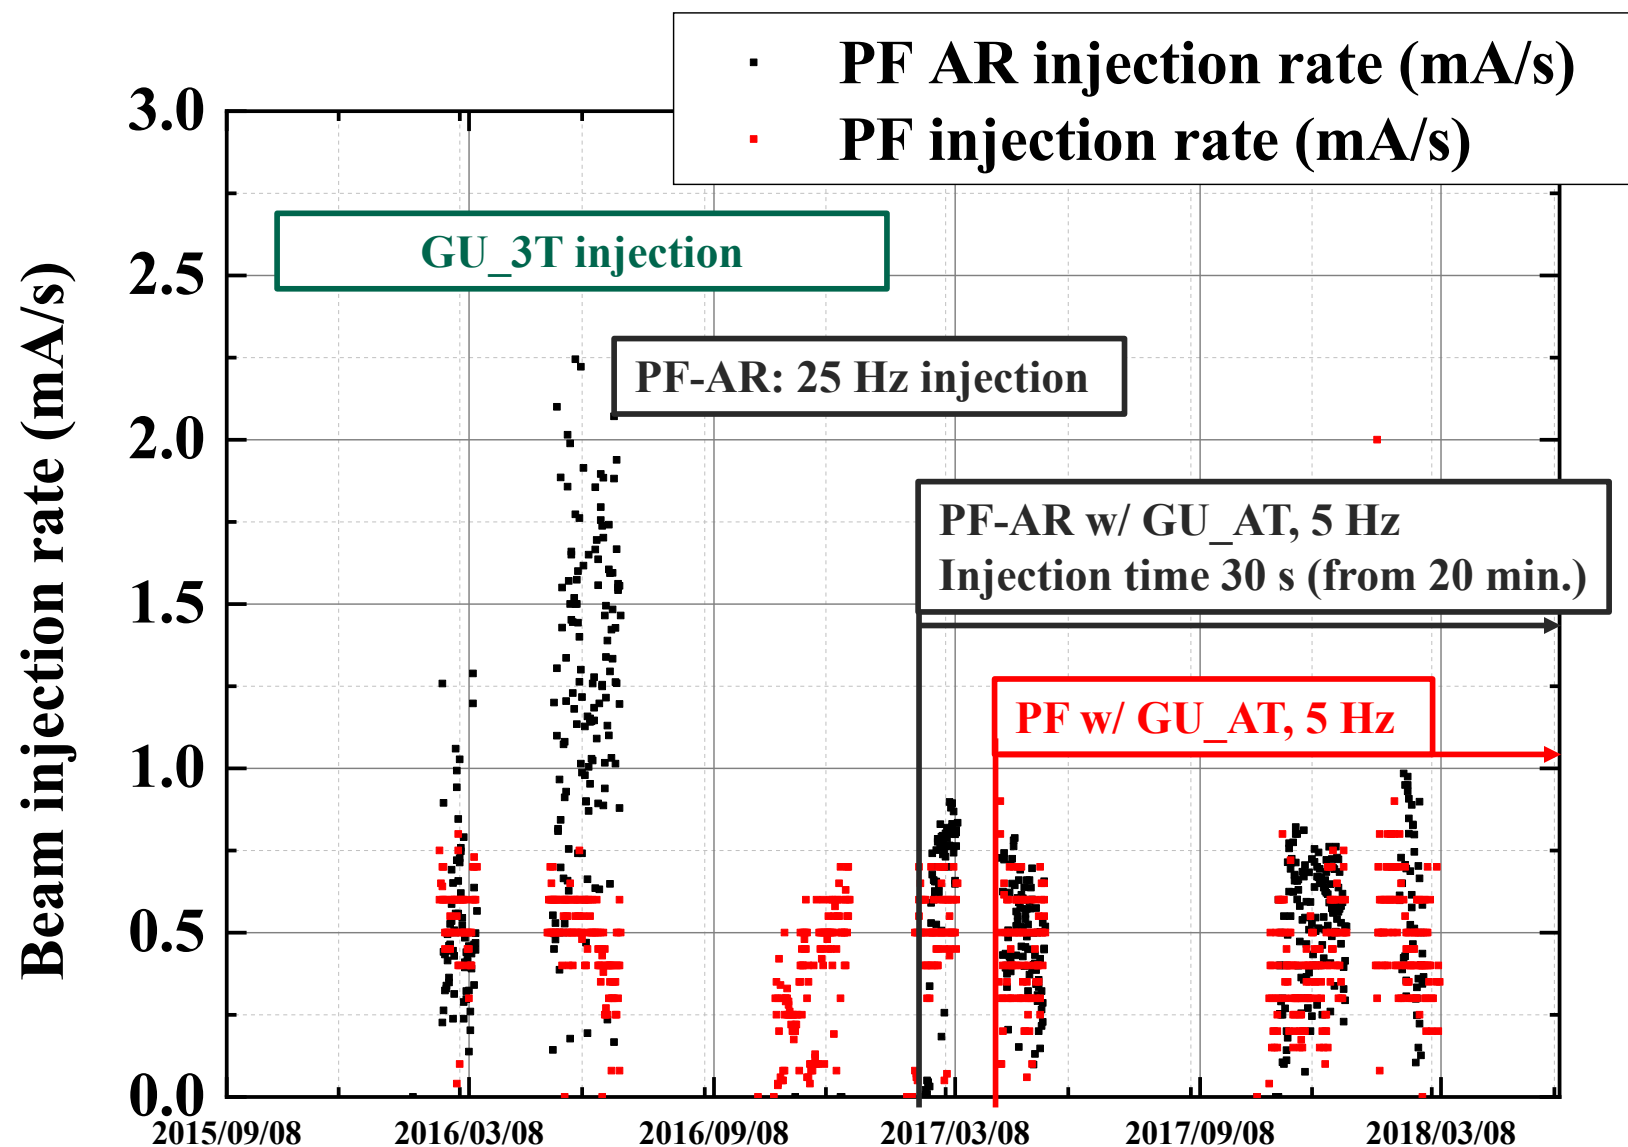 PF AR injection rate (mA/s)
PF injection rate (mA/s)
3.0
2.5
2.0
1.5
1.0
0.5
0.0
Beam injection rate (mA/s)
GU_3T injection
PF-AR: 25 Hz injection
PF-AR w/ GU_AT, 5 Hz
Injection time 30 s (from 20 min.)
PF w/ GU_AT, 5 Hz
2015/09/08
2016/03/08
2016/09/08
2017/03/08
2017/09/08
2018/03/08